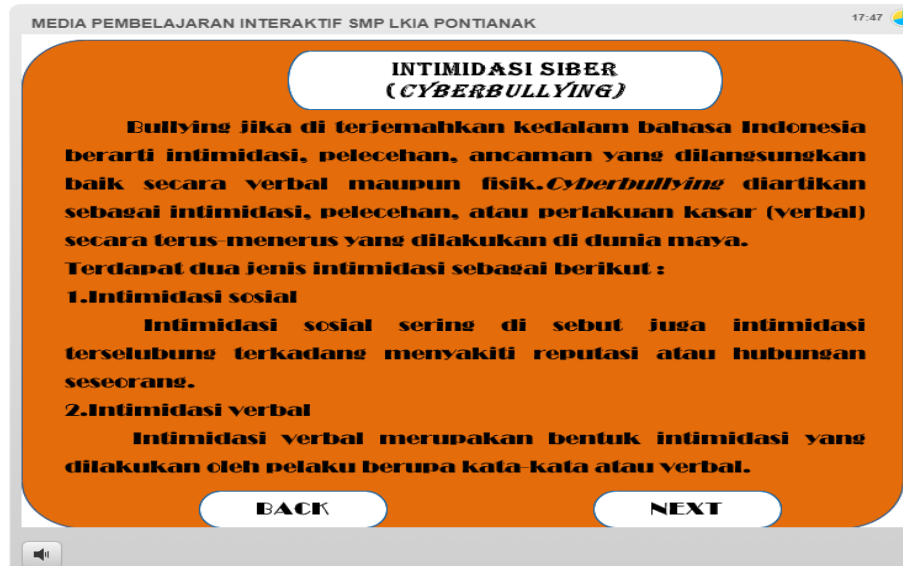 MEDIA PEMBELAJARAN INTERAKTIF SMP LKIA PONTIANAK
17:47
INTIMIDASI SIBER
(CYBERBULLYING)
Bullying jika di terjemahkan kedalam bahasa Indonesia
berarti intimidasi, pelecehan, ancaman yang dilangsungkan
baik secara verbal maupun fisik.Cyberbullying diartikan
sebagai intimidasi, pelecehan, atau perlakuan kasar (verbal)
secara terus-menerus yang dilakukan di dunia maya.
Terdapat dua jenis intimidasi sebagai berikut :
1.Intimidasi sosial
Intimidasi sosial sering di sebut juga intimidasi
terselubung terkadang menyakiti reputasi atau hubungan
seseorang.
2.Intimidasi verbal
Intimidasi verbal merupakan bentuk intimidasi yang
dilakukan oleh pelaku berupa kata-kata atau verbal.
BACK
NEXT